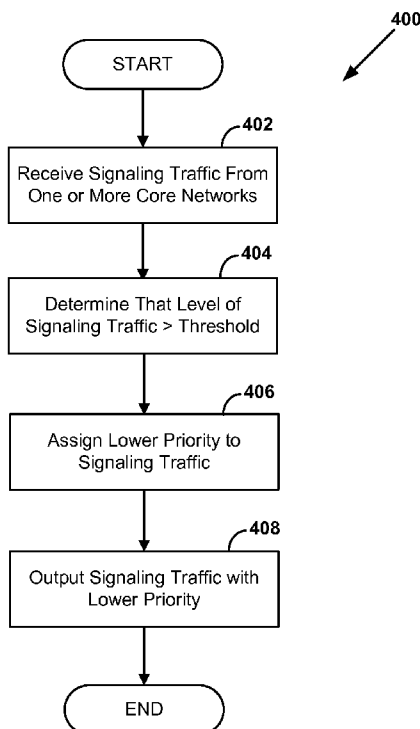 400
START
402
Receive Signaling Traffic From
One or More Core Networks
404
Determine That Level of
Signaling Traffic > Threshold
406
Assign Lower Priority to
Signaling Traffic
408
Output Signaling Traffic with
Lower Priority
END